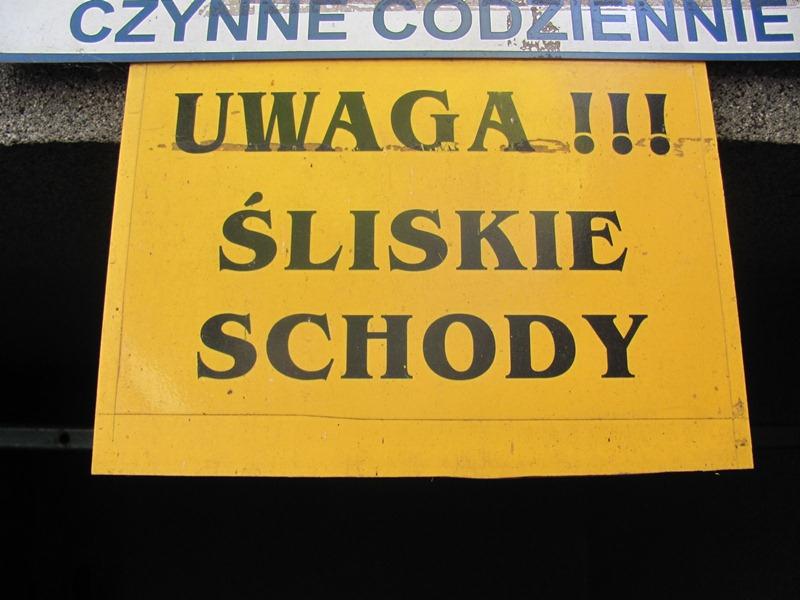 CZYNNE CODZIENNIE
UWAGA !!!
ŚLISKIE
SCHODY